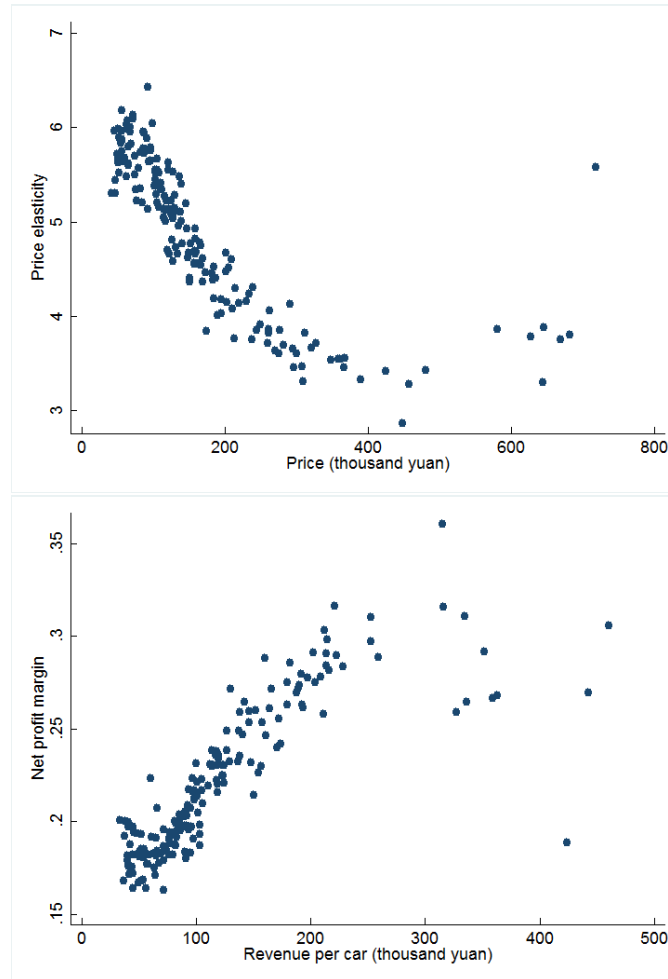 7
6
5
4
3
Price elasticity
0 200 400 600 800
Price (thousand yuan)
.35
.3
.25
.2
.15
Net profit margin
0 100 200 300 400 500
Revenue per car (thousand yuan)